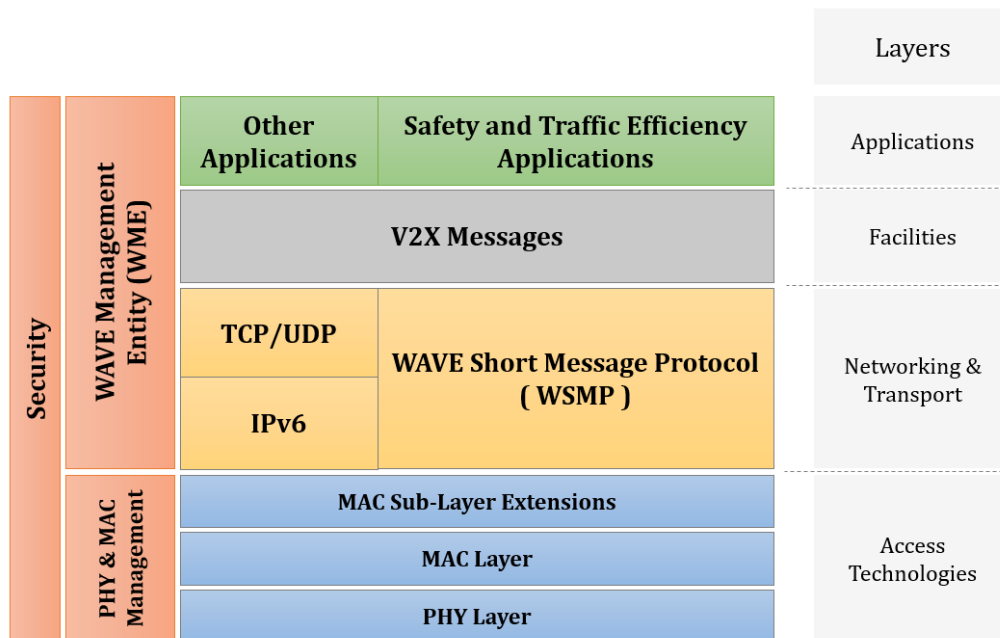 Layers
Security
WAVE Management
Entity (WME)
PHY & MAC
Management
Other
Applications
Safety and Traffic Efficiency
Applications
Applications
V2X Messages
Facilities
TCP/UDP
IPv6
WAVE Short Message Protocol
( WSMP )
Networking &
Transport
MAC Sub-Layer Extensions
MAC Layer
PHY Layer
Access
Technologies